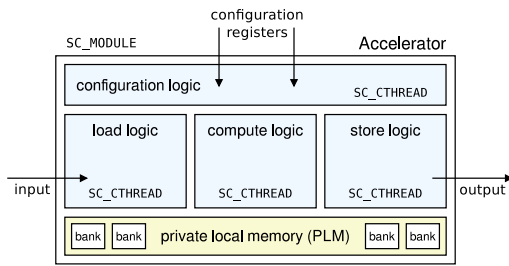 configuration
registers
SC_MODULE
Accelerator
configuration logic
SC_CTHREAD
load logic
compute logic
store logic
input
SC_CTHREAD
SC_CTHREAD
SC_CTHREAD
output
bank
bank
private local memory (PLM)
bank
bank